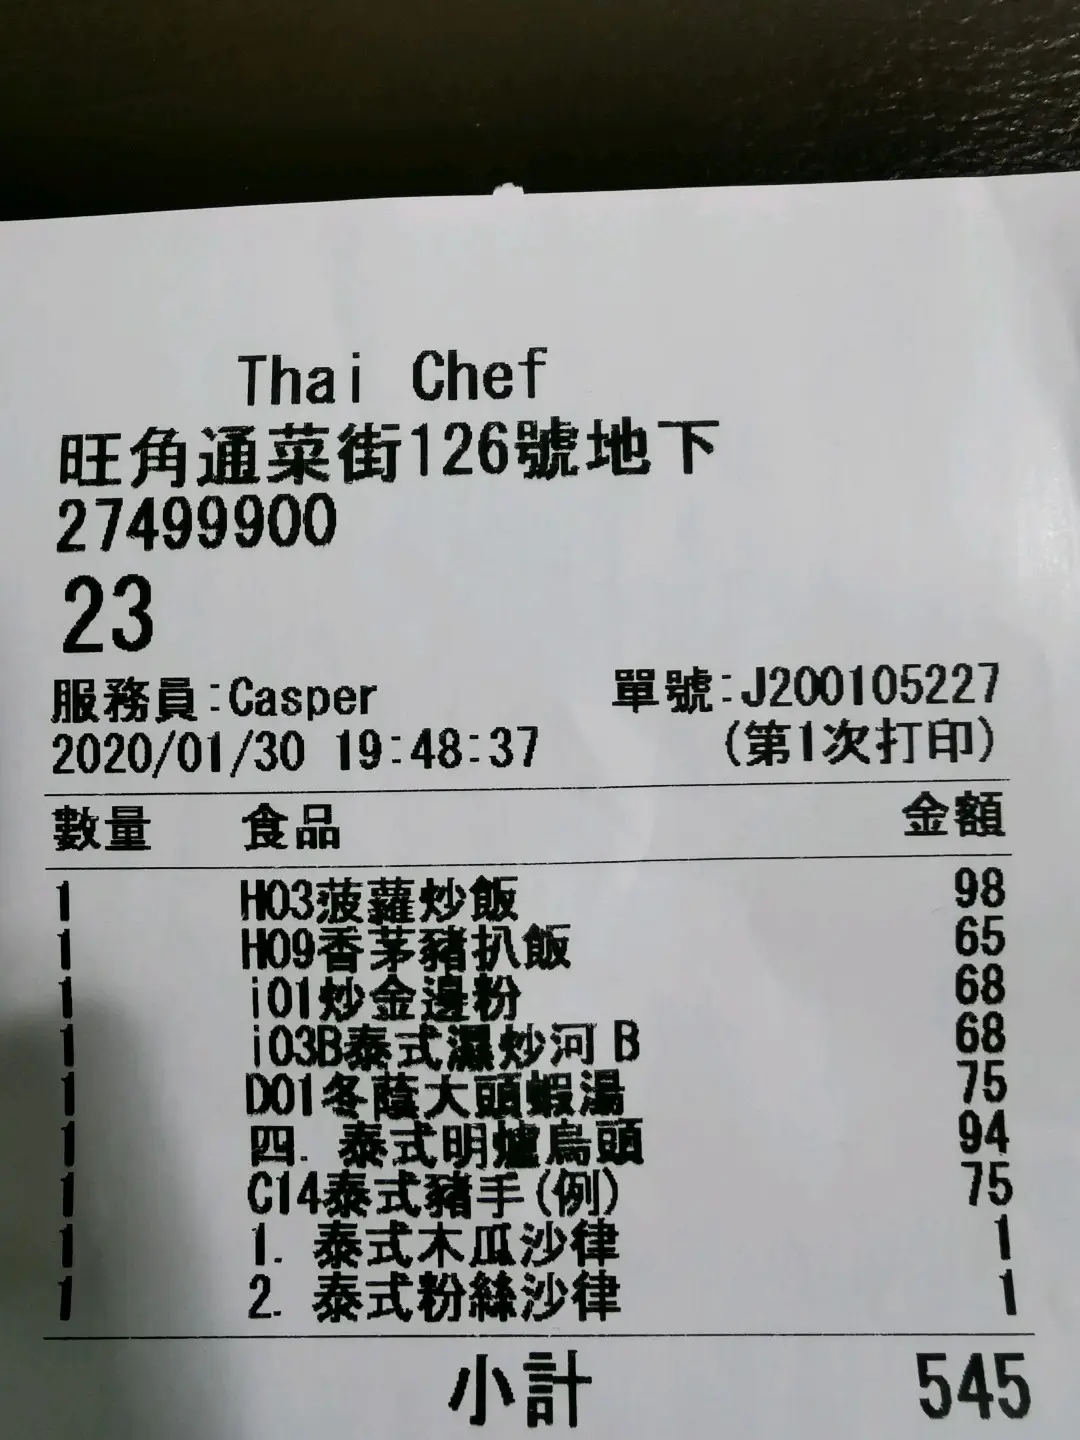 Thai Chef
旺角通菜街126號地下
27499900
23
服務員:Casper 單號:J200105227
2020/01/30 19:48:37 (第1次打印)
數量 食品 金額
1 H03菠蘿炒飯 98
1 H09香茅豬扒飯 65
1 i01炒金邊粉 68
1 i03B泰式濕炒河 B 68
1 D01冬蔭大頭蝦湯 75
1 四. 泰式明爐烏頭 94
1 C14泰式豬手(例) 75
1 1. 泰式木瓜沙律 1
1 2. 泰式粉絲沙律 1
小計 545